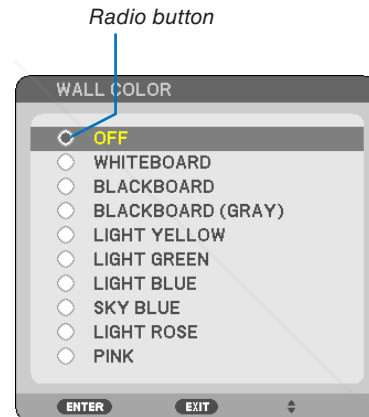 Radio button
WALL COLOR
OFF
WHITEBOARD
BLACKBOARD
BLACKBOARD (GRAY)
LIGHT YELLOW
LIGHT GREEN
LIGHT BLUE
SKY BLUE
LIGHT ROSE
PINK
ENTER EXIT